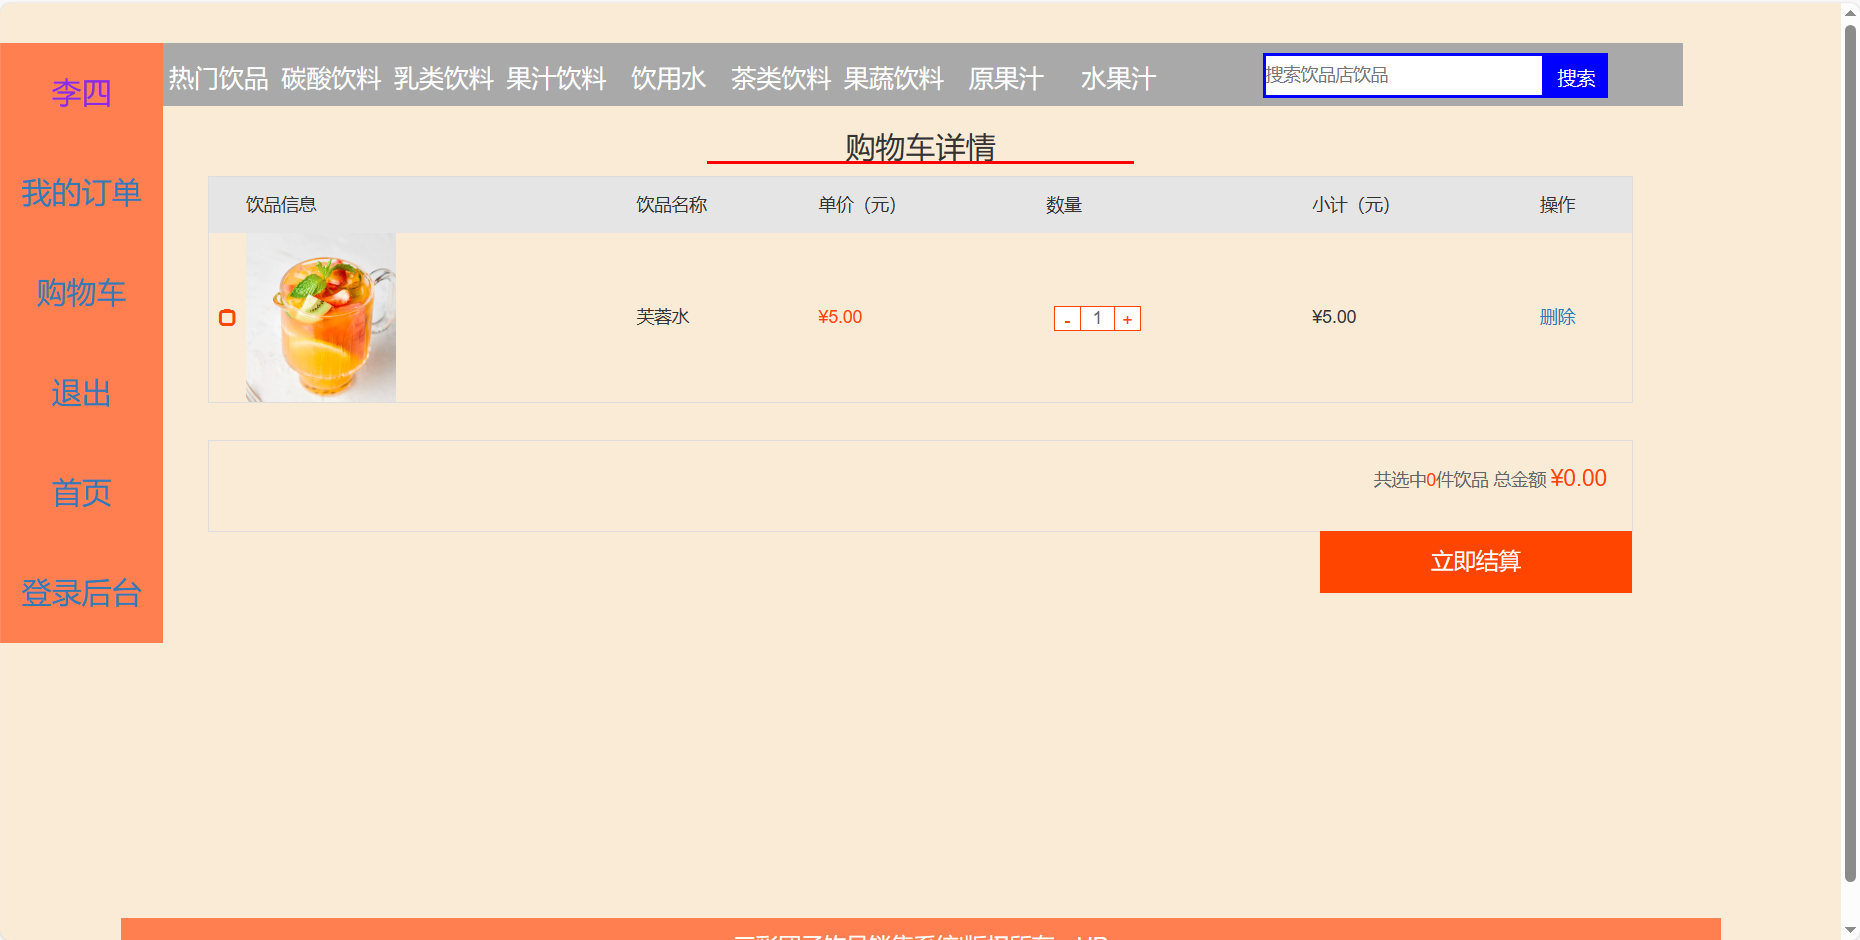 李四
我的订单
购物车
退出
首页
登录后台
热门饮品 碳酸饮料 乳类饮料 果汁饮料 饮用水 茶类饮料 果蔬饮料 原果汁 水果汁
搜索饮品店饮品 搜索
购物车详情
饮品信息 饮品名称 单价（元） 数量 小计（元） 操作
芙蓉水 ¥5.00 - 1 + ¥5.00 删除
共选中0件饮品 总金额 ¥0.00
立即结算